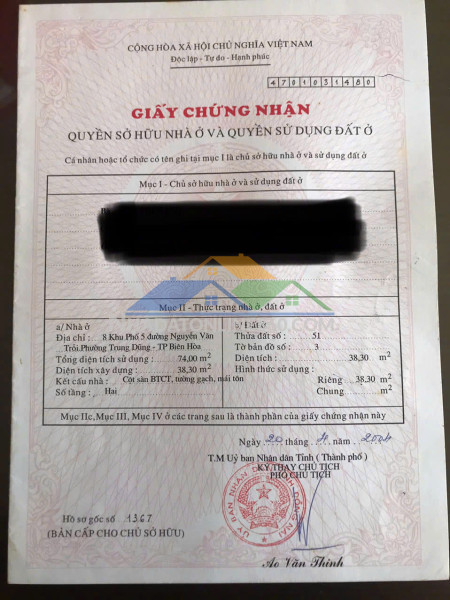 CỘNG HÒA XÃ HỘI CHỦ NGHĨA VIỆT NAM
Độc lập - Tự do - Hạnh phúc
4701031480
GIẤY CHỨNG NHẬN
QUYỀN SỞ HỮU NHÀ Ở VÀ QUYỀN SỬ DỤNG ĐẤT Ở
Cá nhân hoặc tổ chức có tên ghi tại mục I là chủ sở hữu nhà ở và sử dụng đất ở
Mục I - Chủ sở hữu nhà ở và sử dụng đất ở
Mục II - Thực trạng nhà ở, đất ở
a/ Nhà ở
Địa chỉ : 8 Khu Phố 5 đường Nguyễn Văn
Trỗi.Phường Trung Dũng - TP Biên Hòa
Tổng diện tích sử dụng : 74,00 m2
Diện tích xây dựng : 38,30 m2
Kết cấu nhà : Cột sàn BTCT, tường gạch, mái tôn
Số tầng : Hai
a/ Đất ở
Thửa đất số : 51
Tờ bản đồ số : 3
Diện tích : 38,30 m2
Hình thức sử dụng :
Riêng 38,30 m2
Chung m2
Mục IIc, Mục III, Mục IV ở các trang sau là thành phần của giấy chứng nhận này
Ngày 20 tháng năm 2004
T.M Uỷ ban Nhân dân Tỉnh ( Thành phố )
KT/THAY CHỦ TỊCH
PHÓ CHỦ TỊCH
Hồ sơ gốc số 1367
(BẢN CẤP CHO CHỦ SỞ HỮU)
Ao Văn Thinh